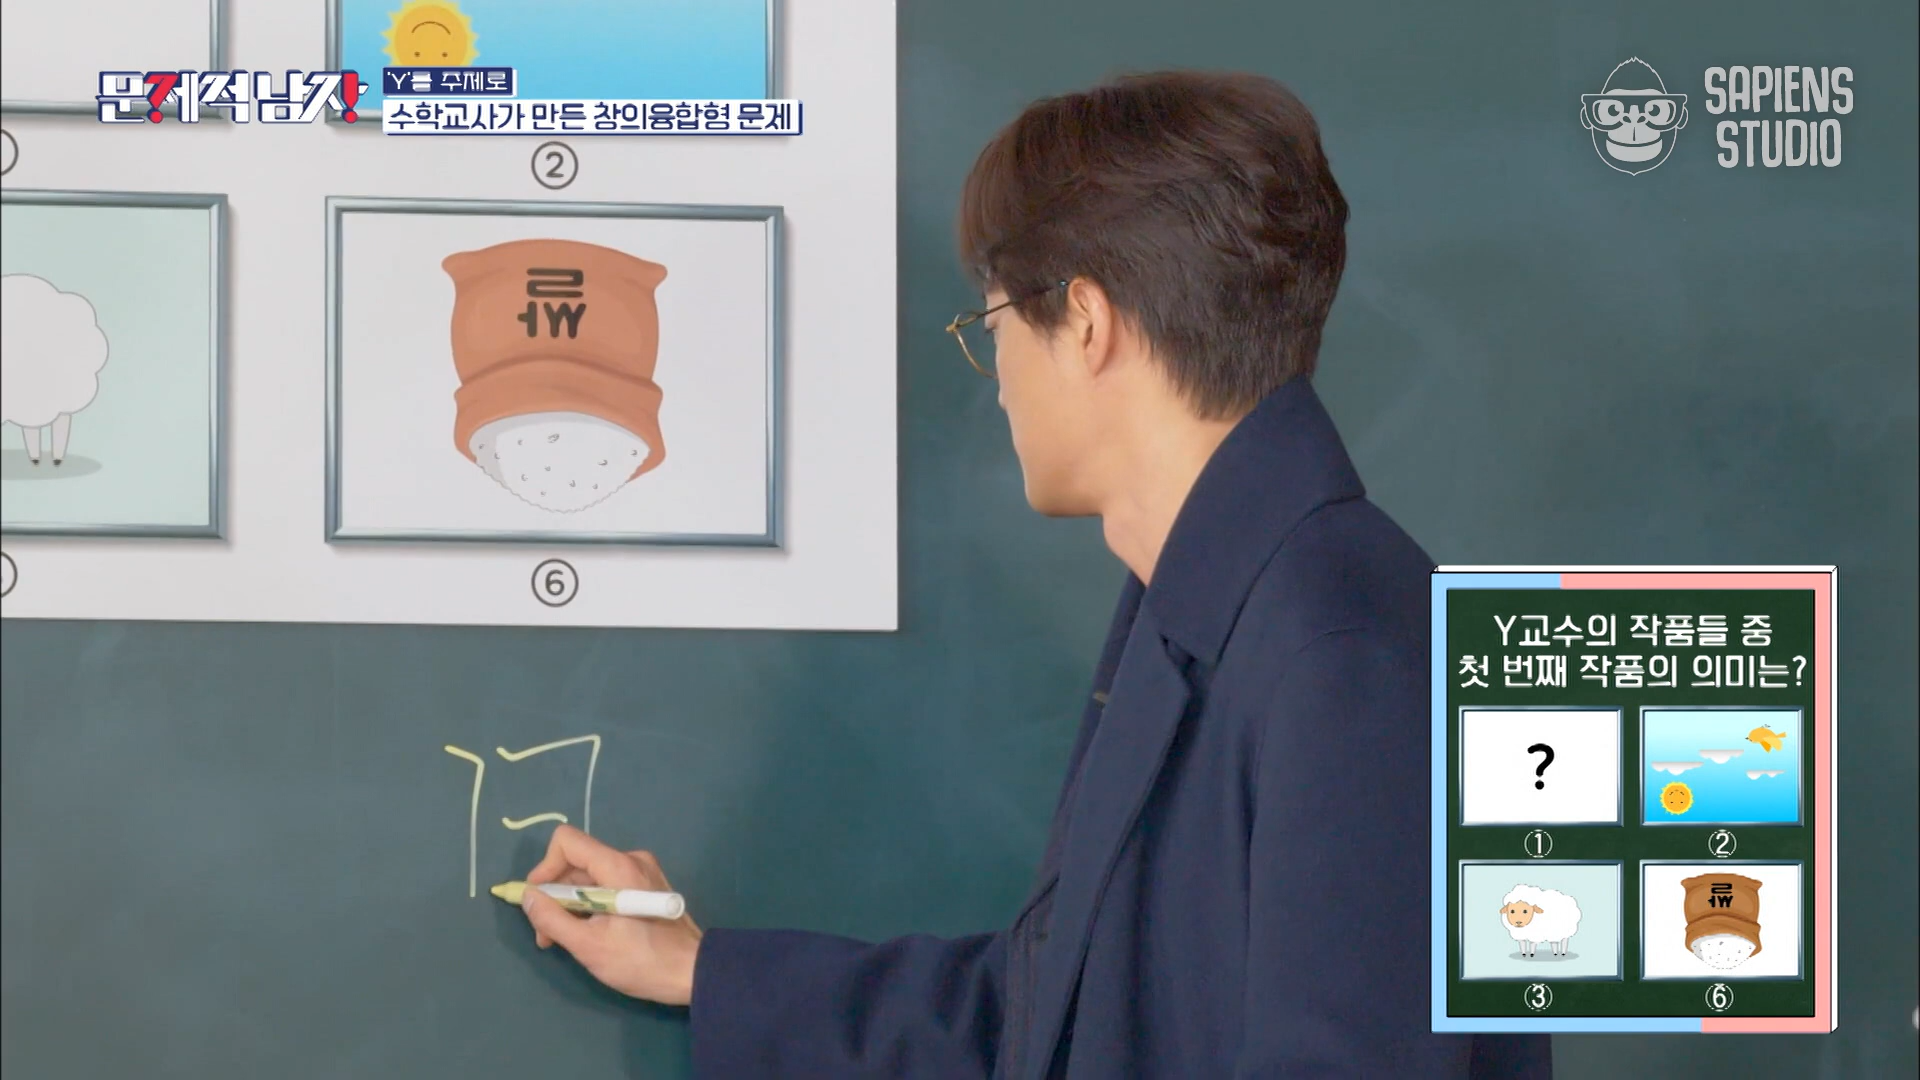 문제적 남자
'Y'를 주제로
수학교사가 만든 창의융합형 문제
SAPIENS
STUDIO
②
⑥
Y교수의 작품들 중
첫 번째 작품의 의미는?
?
①
②
③
⑥